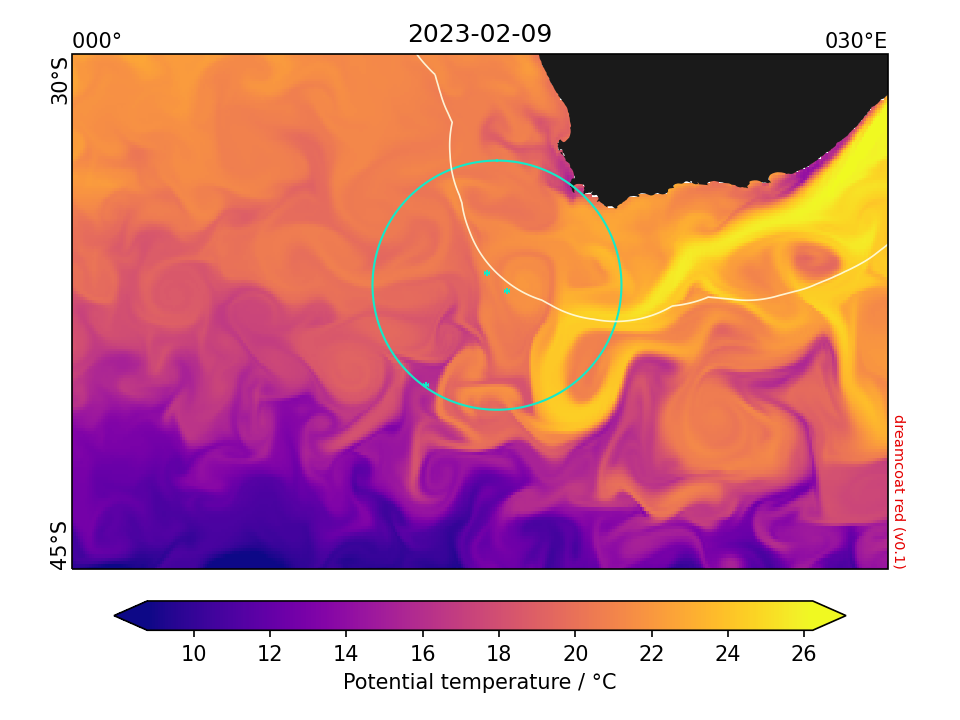 2023-02-09
000°
030°E
30°S
45°S
dreamcoat red (v0.1)
10 12 14 16 18 20 22 24 26
Potential temperature / °C